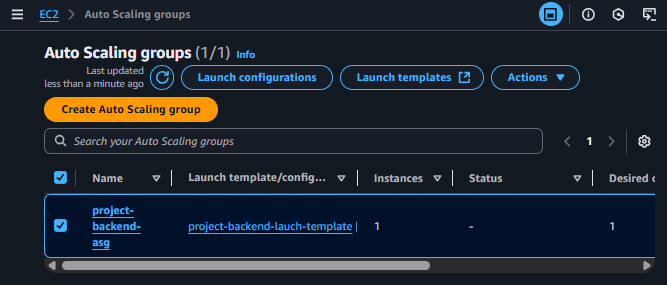 EC2 > Auto Scaling groups
Auto Scaling groups (1/1) Info
Last updated
less than a minute ago
Launch configurations
Launch templates
Actions
Create Auto Scaling group
Search your Auto Scaling groups
1
Name
Launch template/config...
Instances
Status
Desired c
project-
backend-
asg
project-backend-lauch-template |
1
-
1